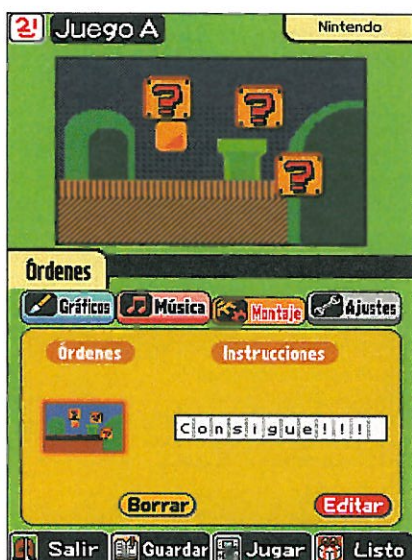 2! Juego A
Nintendo
?
?
?
Órdenes
Gráficos Música Montaje Ajustes
Órdenes Instrucciones
Consigue!!!
Borrar Editar
Salir Guardar Jugar Listo